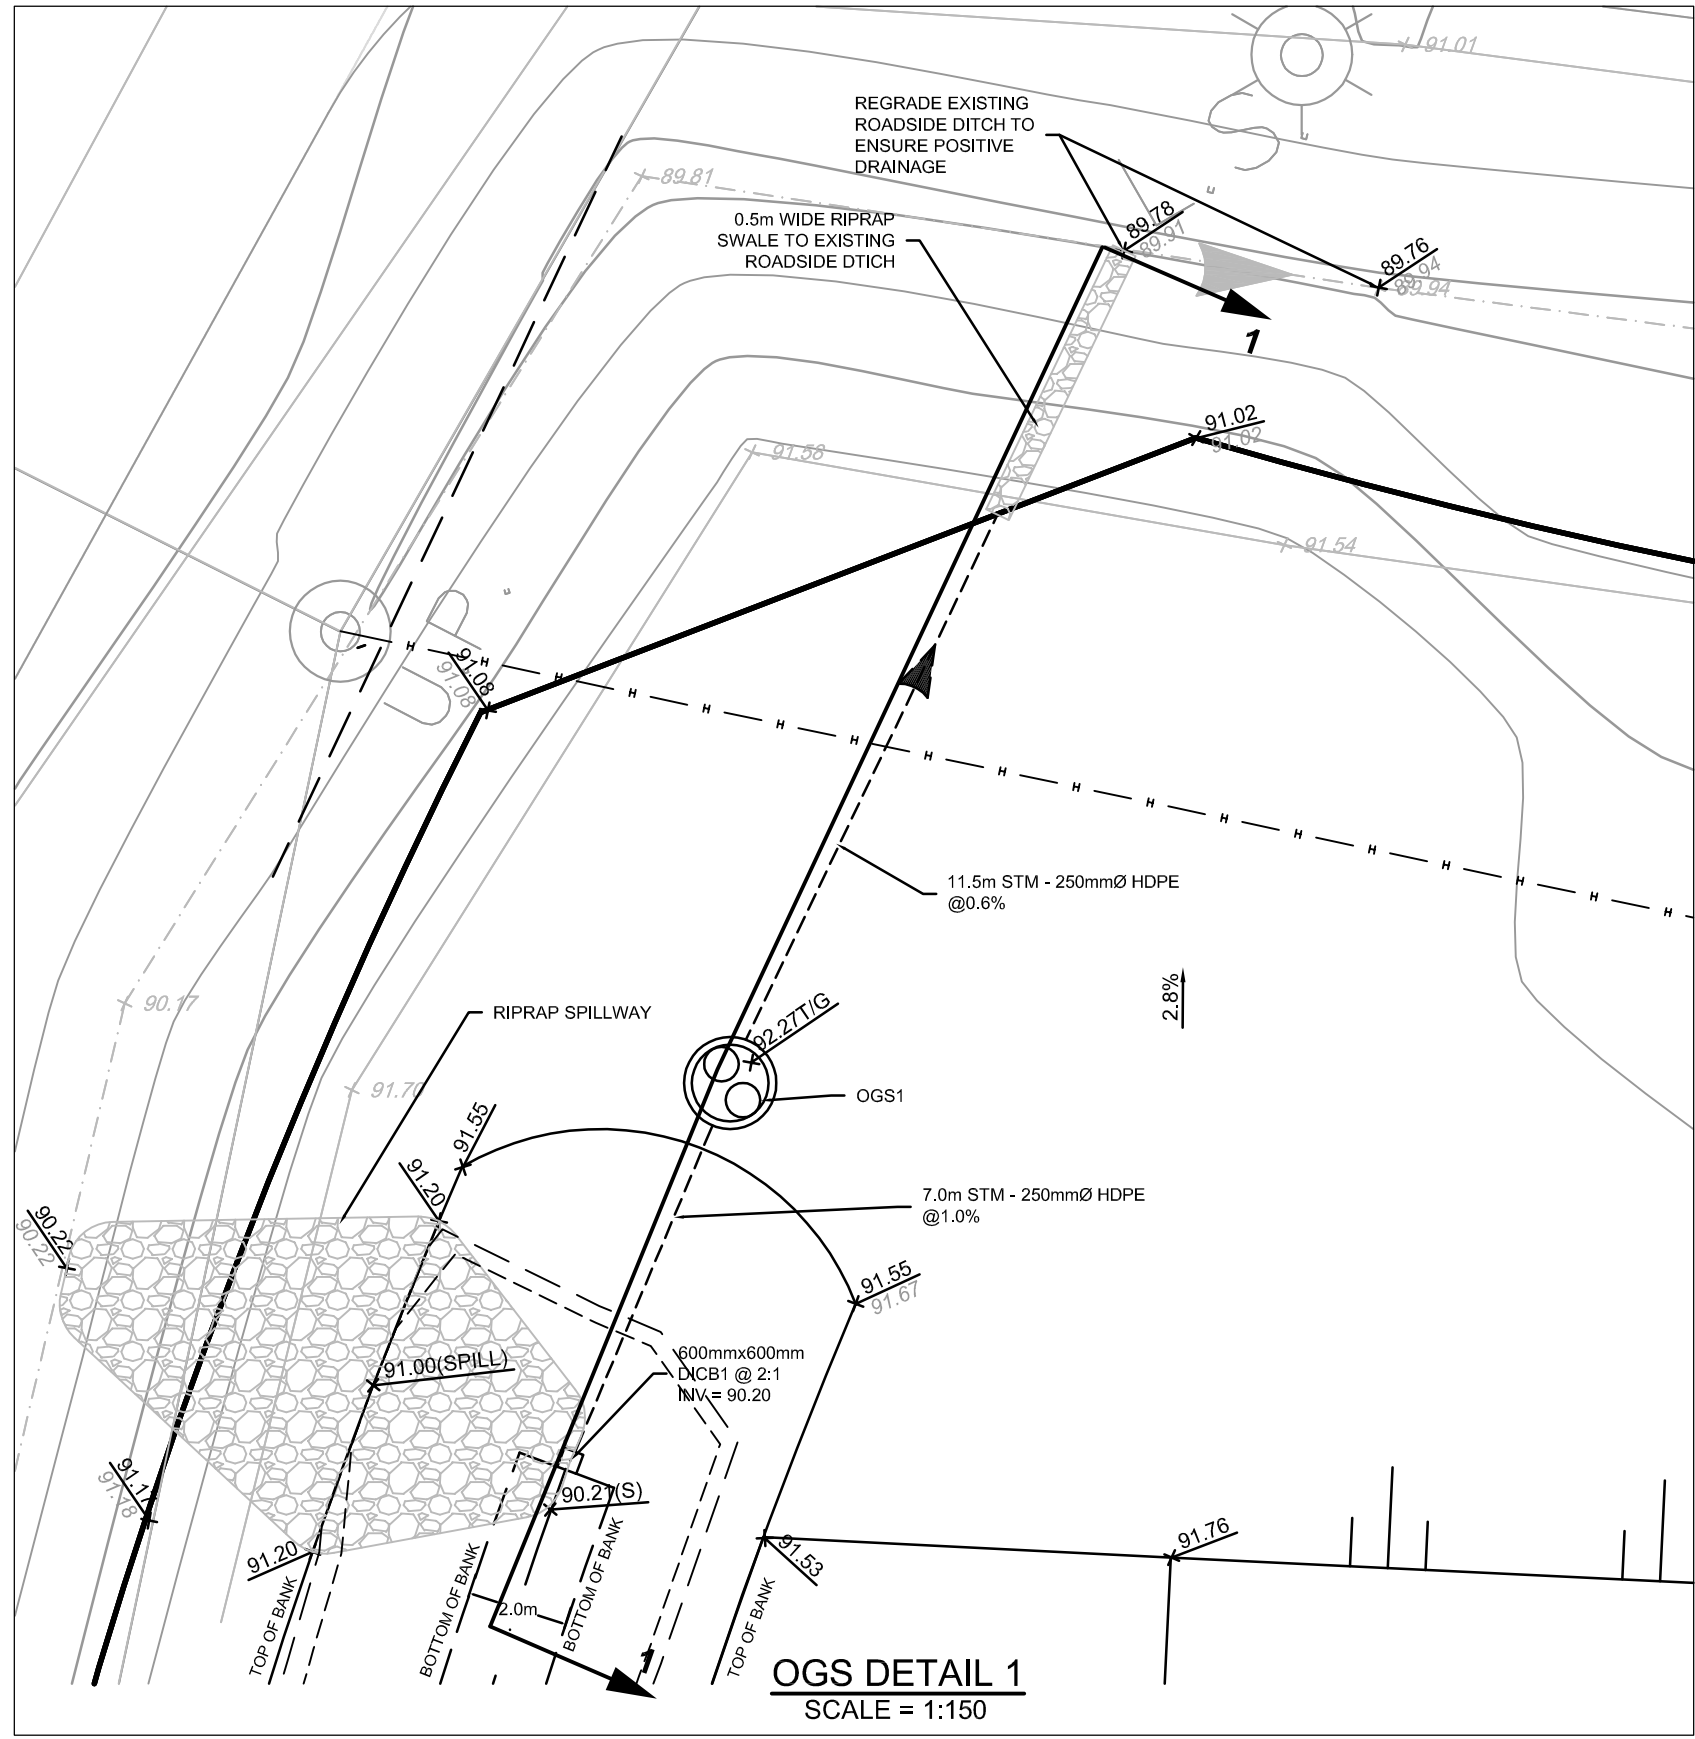 91.01
REGRADE EXISTING
ROADSIDE DITCH TO
ENSURE POSITIVE
DRAINAGE
89.81
0.5m WIDE RIPRAP
SWALE TO EXISTING
ROADSIDE DTICH
89.78
89.91
89.76
89.94
89.94
1
91.02
91.02
91.58
91.54
H H H H H H H H H H H H H H H H H H
91.08
91.08
11.5m STM - 250mmØ HDPE
@0.6%
2.8%
90.17
RIPRAP SPILLWAY
92.27T/G
91.70
OGS1
91.55
91.20
7.0m STM - 250mmØ HDPE
@1.0%
90.22
90.22
91.55
91.67
600mmx600mm
DICB1 @ 2:1
INV = 90.20
91.00(SPILL)
91.18
90.21(S)
91.20
91.53
91.76
TOP OF BANK
BOTTOM OF BANK
2.0m
BOTTOM OF BANK
TOP OF BANK
1
OGS DETAIL 1
SCALE = 1:150